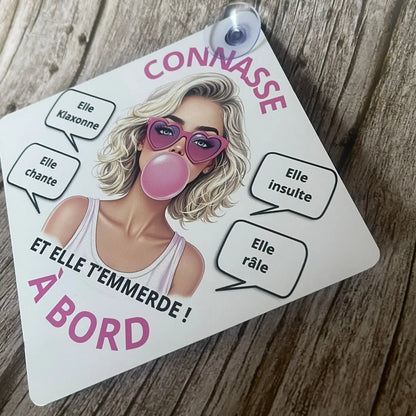 CONNASSE
Elle
Klaxonne
Elle
chante
Elle
insulte
Elle
râle
ET ELLE T'EMMERDE !
À BORD